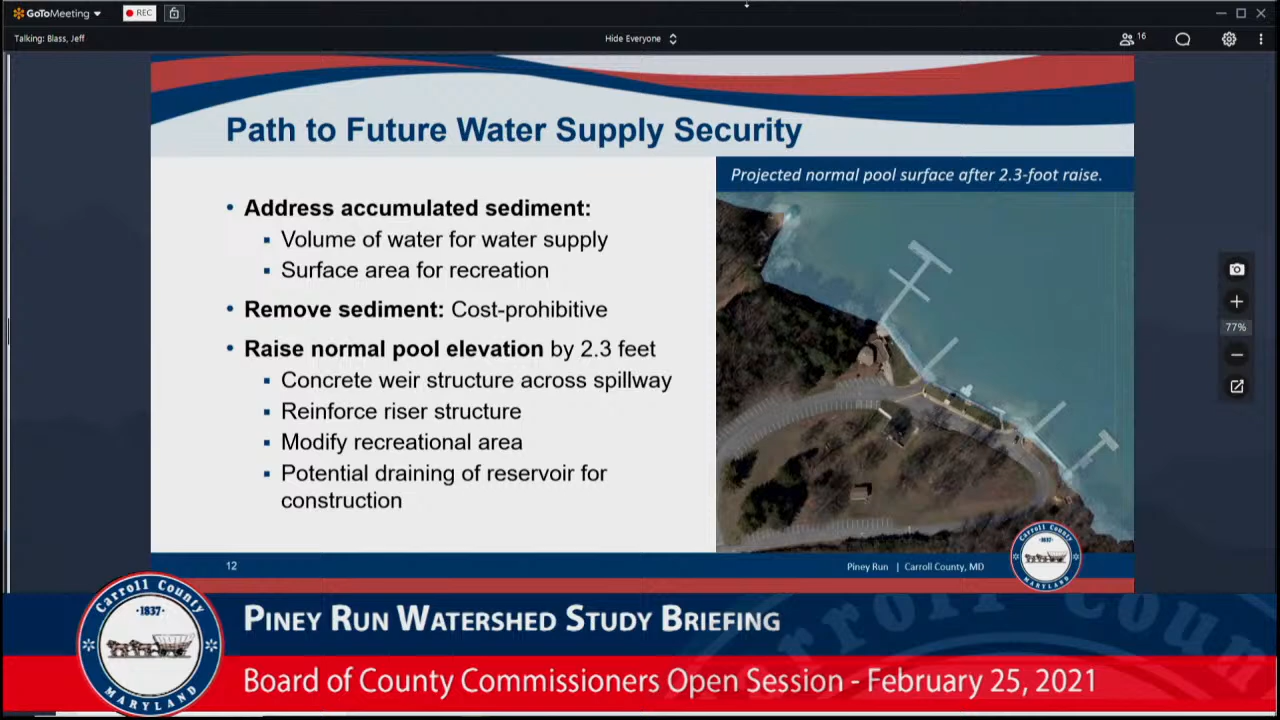 GoToMeeting
REC
Talking: Blass, Jeff
Hide Everyone
16
Path to Future Water Supply Security
Projected normal pool surface after 2.3-foot raise.
• Address accumulated sediment:
▪ Volume of water for water supply
▪ Surface area for recreation
• Remove sediment: Cost-prohibitive
• Raise normal pool elevation by 2.3 feet
▪ Concrete weir structure across spillway
▪ Reinforce riser structure
▪ Modify recreational area
▪ Potential draining of reservoir for
construction
77%
12
Piney Run | Carroll County, MD
1837
MARYLAND
Carroll County
·1837·
MARYLAND
PINEY RUN WATERSHED STUDY BRIEFING
Board of County Commissioners Open Session - February 25, 2021